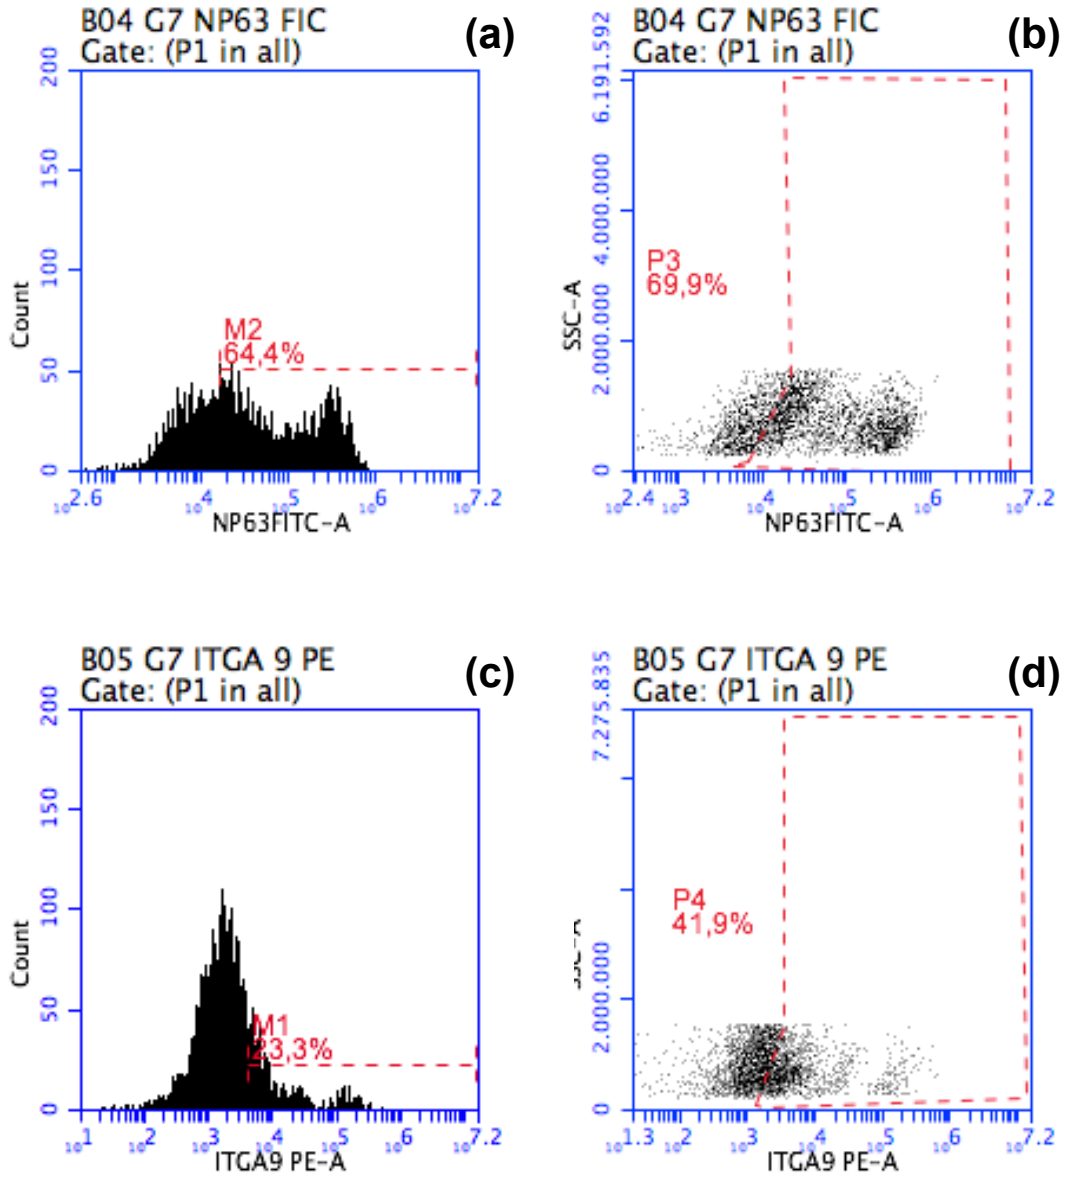 B04 G7 NP63 FIC
Gate: (P1 in all)
(a)
200
150
100
50
0
Count
M2
64,4%
10^2.6
10^4
10^5
10^6
10^7.2
NP63FITC-A
B04 G7 NP63 FIC
Gate: (P1 in all)
(b)
6.191.592
4.000.000
2.000.000
0
SSC-A
P3
69,9%
10^2.4
10^3
10^4
10^5
10^6
10^7.2
NP63FITC-A
B05 G7 ITGA 9 PE
Gate: (P1 in all)
(c)
200
150
100
50
0
Count
M1
23,3%
10^1
10^2
10^3
10^4
10^5
10^6
10^7.2
ITGA9 PE-A
B05 G7 ITGA 9 PE
Gate: (P1 in all)
(d)
7.275.835
2.000.000
0
P4
41,9%
10^1.3
10^2
10^3
10^4
10^5
10^6
10^7.2
ITGA9 PE-A